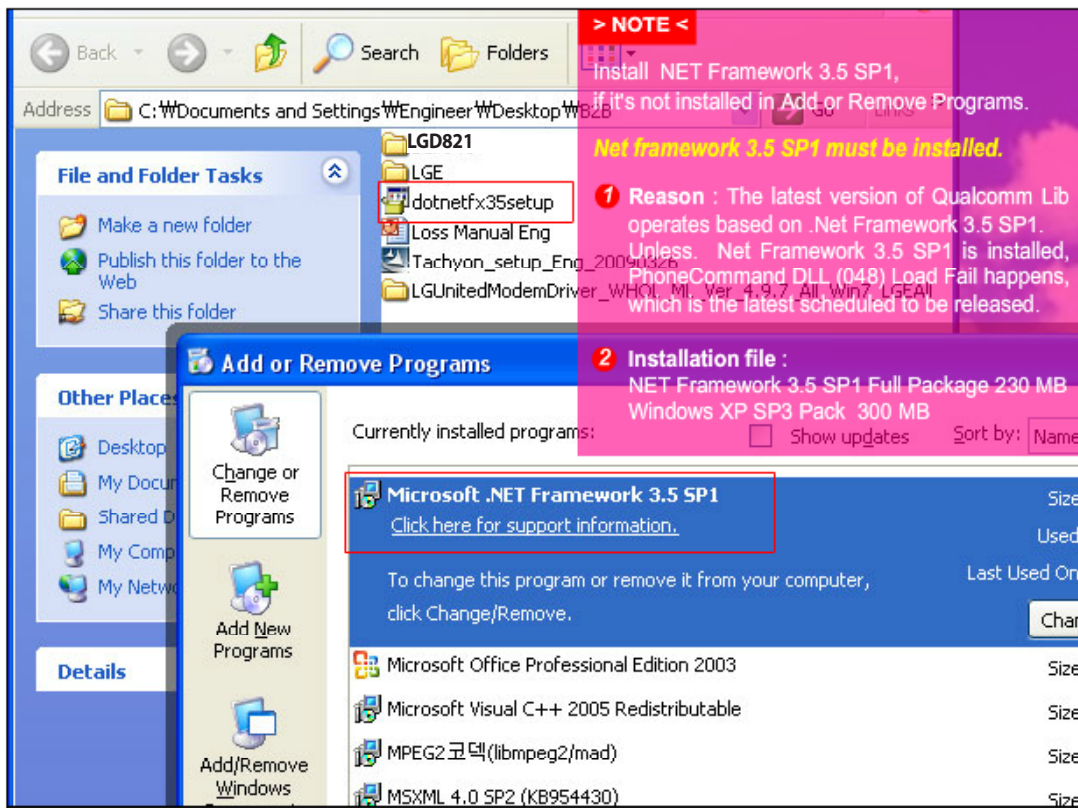 > NOTE <
Back
Search
Folders
Install NET Framework 3.5 SP1,
if it's not installed in Add or Remove Programs.
Address
C:₩Documents and Settings₩Engineer₩Desktop₩B2B
Go
Links
Net framework 3.5 SP1 must be installed.
1 Reason : The latest version of Qualcomm Lib
operates based on .Net Framework 3.5 SP1.
Unless. Net Framework 3.5 SP1 is installed,
PhoneCommand DLL (048) Load Fail happens,
which is the latest scheduled to be released.
2 Installation file :
NET Framework 3.5 SP1 Full Package 230 MB
Windows XP SP3 Pack 300 MB
LGD821
LGE
dotnetfx35setup
Loss Manual Eng
Tachyon_setup_Eng_20090326
LGUnitedModemDriver_WHQL_ML_Ver_4.9.7_All_Win7_LGEAll
File and Folder Tasks
Make a new folder
Publish this folder to the
Web
Share this folder
Other Places
Desktop
My Docur
Shared D
My Comp
My Netwo
Details
Add or Remove Programs
Change or
Remove
Programs
Add New
Programs
Add/Remove
Windows
Currently installed programs:
Show updates
Sort by:
Name
Microsoft .NET Framework 3.5 SP1
Size
Click here for support information.
Used
To change this program or remove it from your computer,
click Change/Remove.
Last Used On
Chan
Microsoft Office Professional Edition 2003
Size
Microsoft Visual C++ 2005 Redistributable
Size
MPEG2코덱(libmpeg2/mad)
Size
MSXML 4.0 SP2 (KB954430)
Size